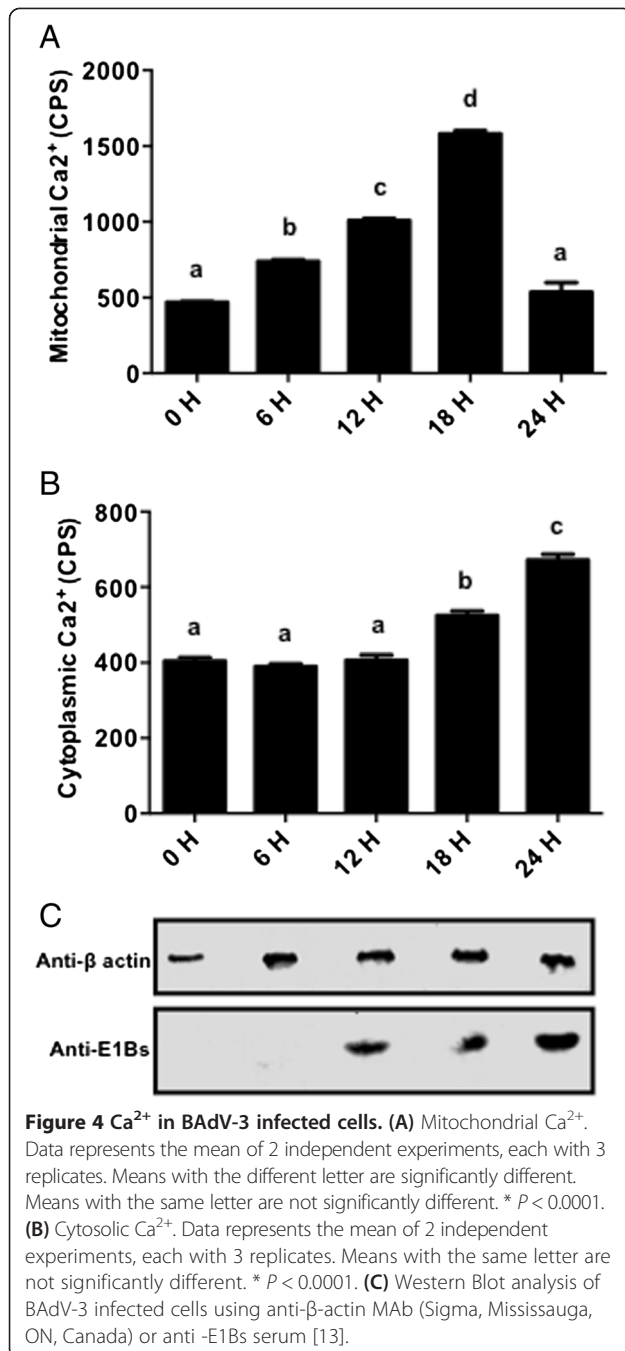 A
Mitochondrial Ca2⁺ (CPS)
2000
1500
1000
500
0
a
b
c
d
a
0 H
6 H
12 H
18 H
24 H
B
Cytoplasmic Ca2⁺ (CPS)
800
600
400
200
0
a
a
a
b
c
0 H
6 H
12 H
18 H
24 H
C
Anti-β actin
Anti-E1Bs
Figure 4 Ca²⁺ in BAdV-3 infected cells. (A) Mitochondrial Ca²⁺.
Data represents the mean of 2 independent experiments, each with 3
replicates. Means with the different letter are significantly different.
Means with the same letter are not significantly different. * P < 0.0001.
(B) Cytosolic Ca²⁺. Data represents the mean of 2 independent
experiments, each with 3 replicates. Means with the same letter are
not significantly different. * P < 0.0001. (C) Western Blot analysis of
BAdV-3 infected cells using anti-β-actin MAb (Sigma, Mississauga,
ON, Canada) or anti -E1Bs serum [13].